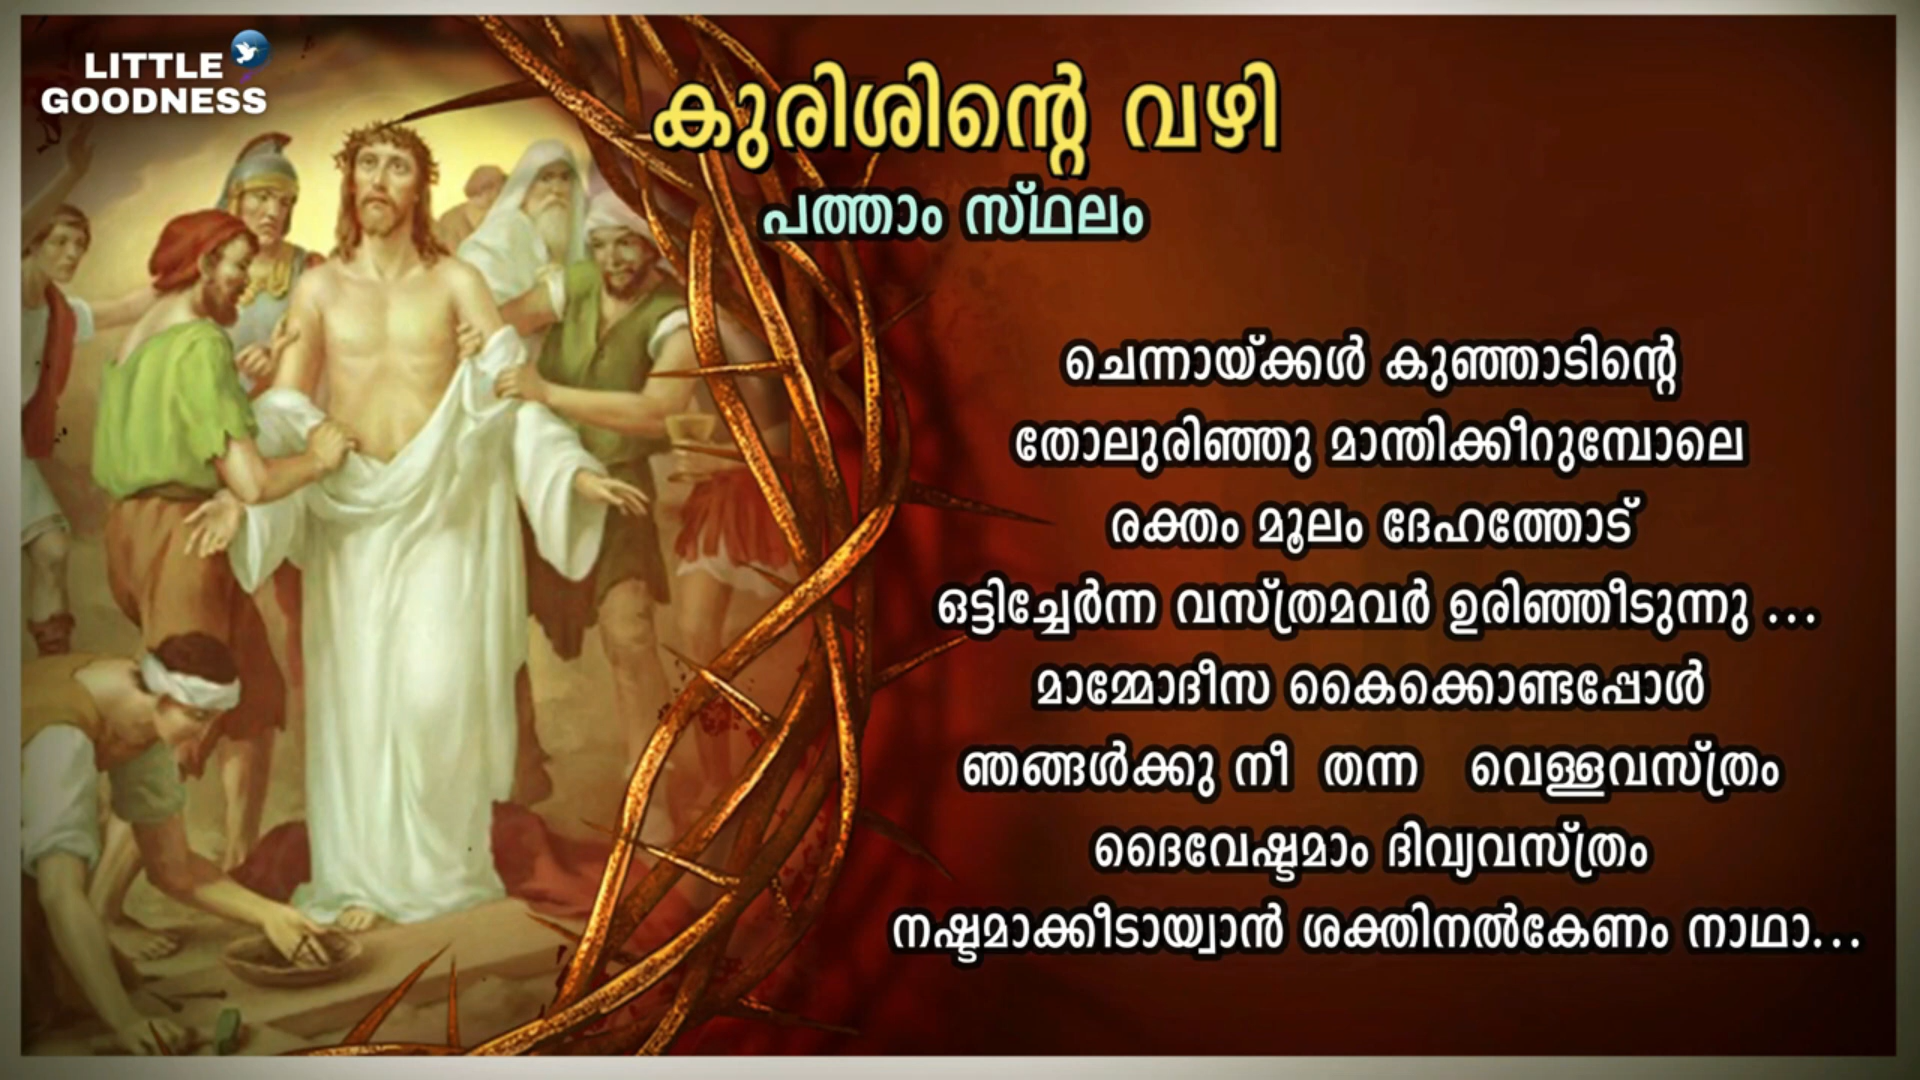 LITTLE
GOODNESS
കുരിശിന്റെ വഴി
പത്താം സ്ഥലം
ചെന്നായ്ക്കൾ കുഞ്ഞാടിന്റെ
തോലുരിഞ്ഞു മാന്തിക്കീറുമ്പോലെ
രക്തം മൂലം ദേഹത്തോട്
ഒട്ടിച്ചേർന്ന വസ്ത്രമവർ ഉരിഞ്ഞീടുന്നു ...
മാമ്മോദീസ കൈക്കൊണ്ടപ്പോൾ
ഞങ്ങൾക്കു നീ തന്ന വെള്ളവസ്ത്രം
ദൈവേഷ്ടമാം ദിവ്യവസ്ത്രം
നഷ്ടമാക്കീടായ്വാൻ ശക്തിനൽകേണം നാഥാ...